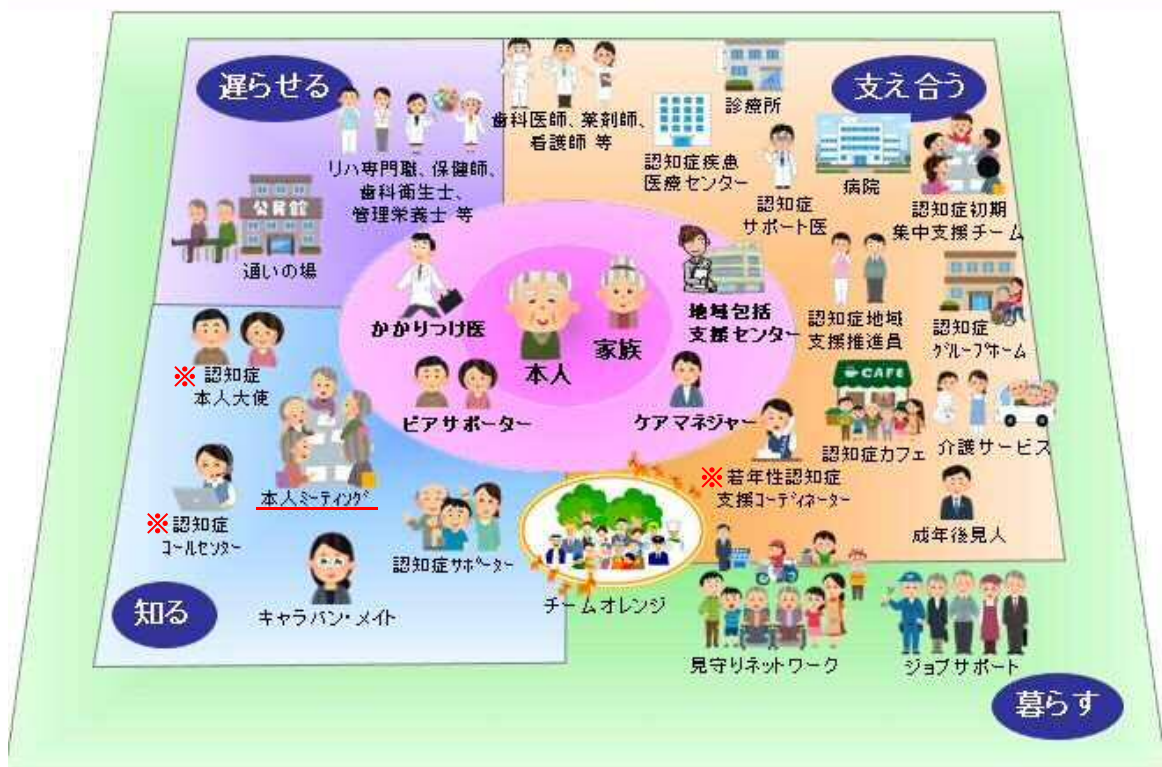 遅らせる
リハ専門職、保健師、
歯科衛生士、
管理栄養士 等
公民館
通いの場
歯科医師、薬剤師、
看護師 等
診療所
支え合う
認知症疾患
医療センター
認知症
サポート医
病院
認知症初期
集中支援チーム
かかりつけ医
本人
家族
地域包括
支援センター
ピアサポーター
ケアマネジャー
認知症地域
支援推進員
認知症
グループホーム
CAFE
認知症カフェ
介護サービス
※若年性認知症
支援コーディネーター
成年後見人
※認知症
本人大使
本人ミーティング
※認知症
コールセンター
認知症サポーター
キャラバン・メイト
知る
チームオレンジ
見守りネットワーク
ジョブサポート
暮らす